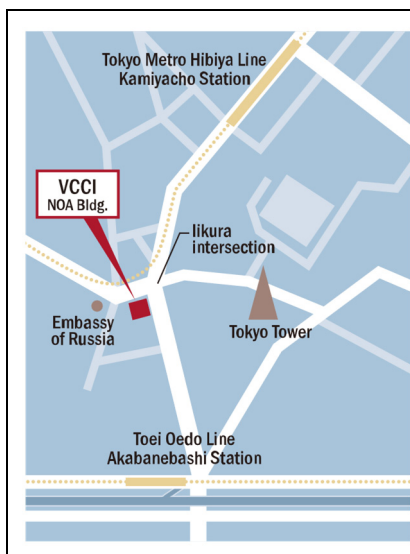 Tokyo Metro Hibiya Line
Kamiyacho Station
VCCI
NOA Bldg.
Iikura
intersection
Embassy
of Russia
Tokyo Tower
Toei Oedo Line
Akabanebashi Station